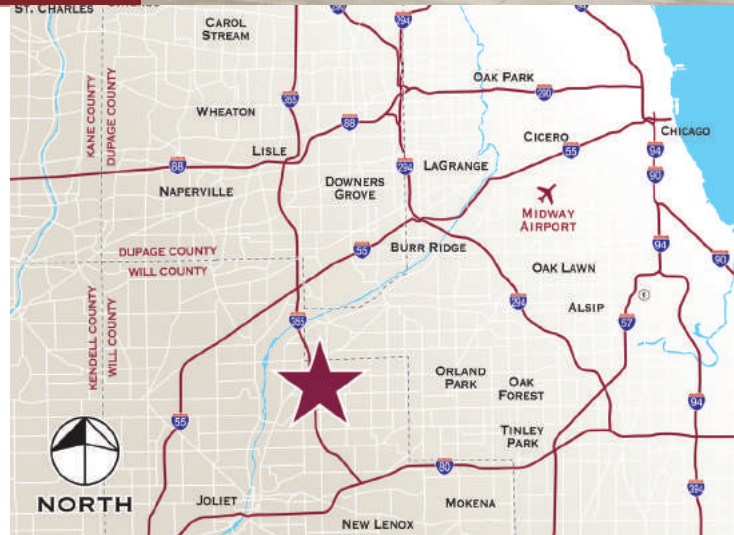 ST. CHARLES
CAROL
STREAM
294
290
OAK PARK
KANE COUNTY
DUPAGE COUNTY
WHEATON
355
88
CICERO
CHICAGO
LISLE
55
94
88
294
LAGRANGE
90
NAPERVILLE
DOWNERS
GROVE
MIDWAY
AIRPORT
55
BURR RIDGE
94
90
DUPAGE COUNTY
WILL COUNTY
OAK LAWN
KENDELL COUNTY
WILL COUNTY
355
294
ALSIP
57
ORLAND
PARK
OAK
FOREST
94
55
TINLEY
PARK
80
NORTH
JOLIET
MOKENA
394
NEW LENOX